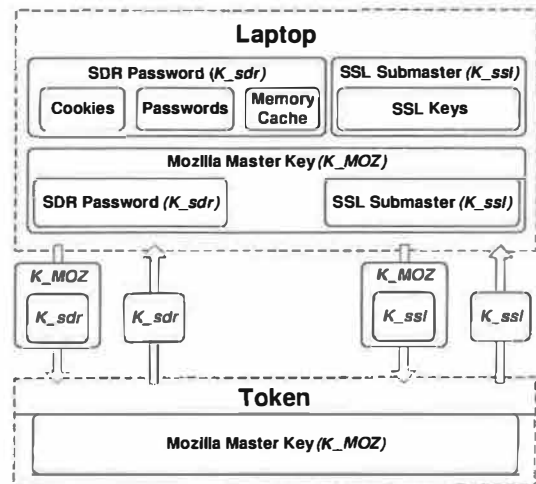 Laptop
SDR Password (K_sdr)
Cookies
Passwords
Memory
Cache
SSL Submaster (K_ssl)
SSL Keys
Mozilla Master Key (K_MOZ)
SDR Password (K_sdr)
SSL Submaster (K_ssl)
K_MOZ
K_sdr
K_sdr
K_MOZ
K_ssl
K_ssl
Token
Mozilla Master Key (K_MOZ)